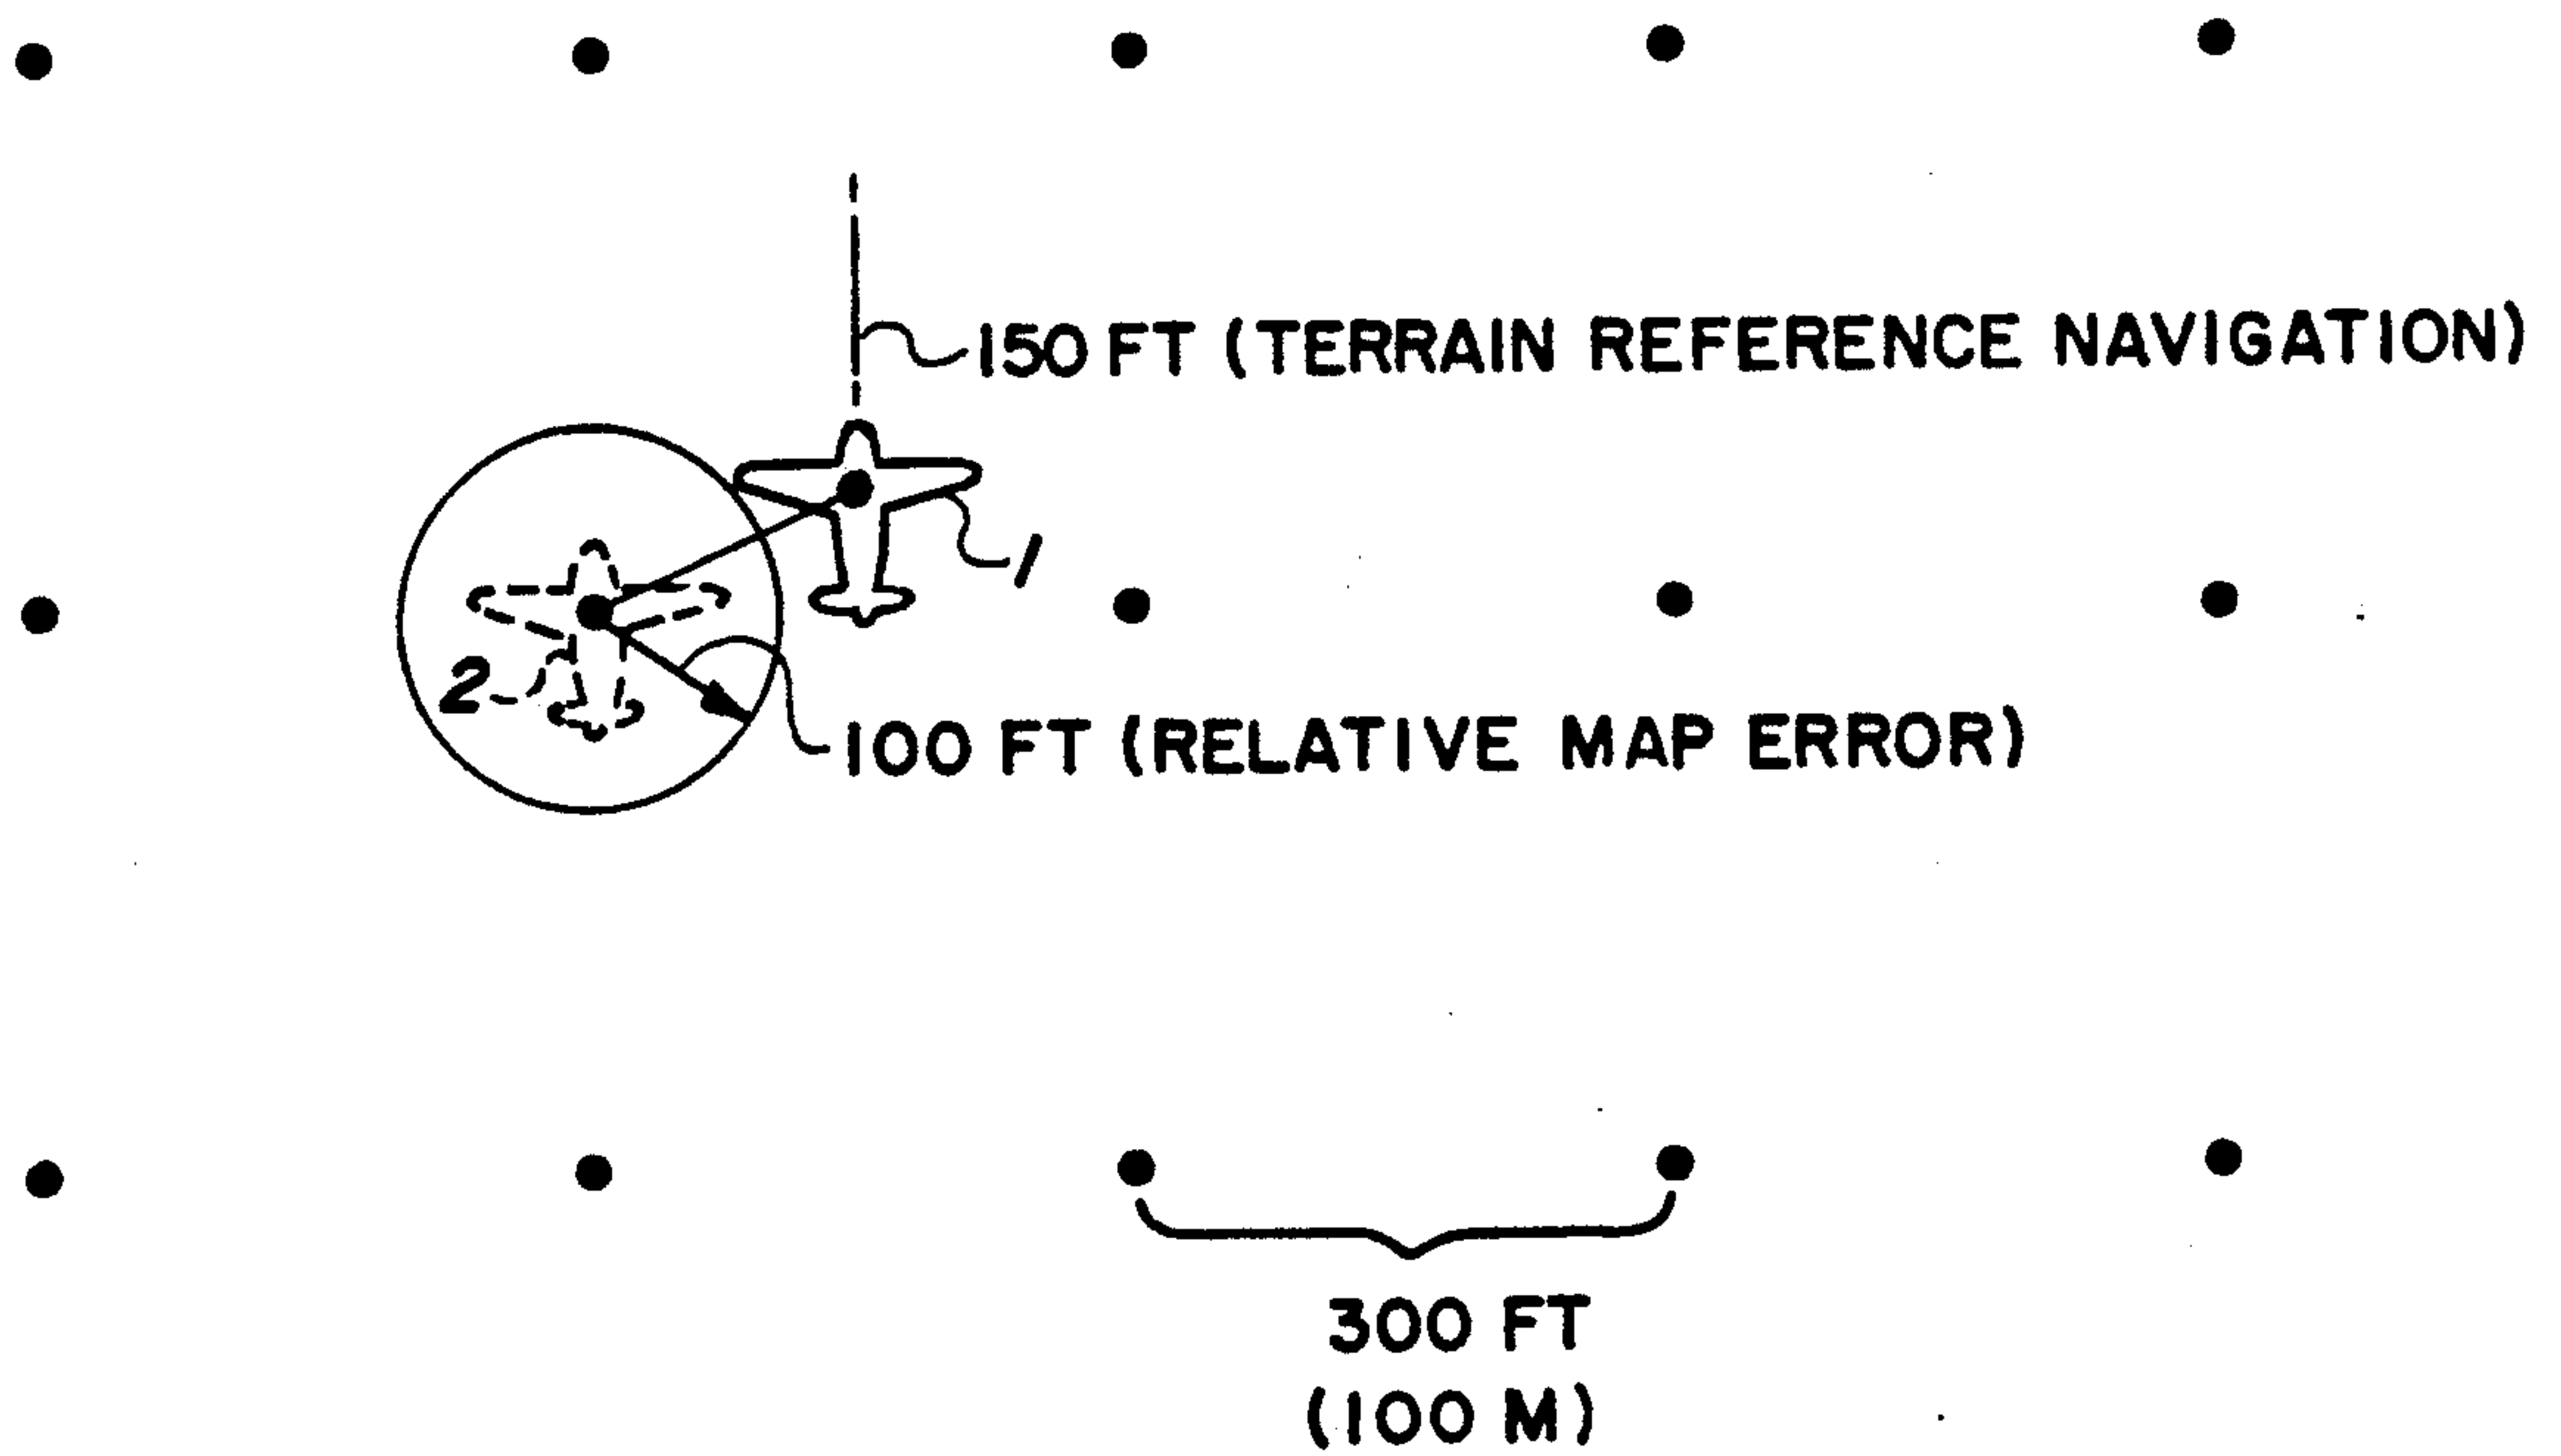 150 FT (TERRAIN REFERENCE NAVIGATION)
1
2
100 FT (RELATIVE MAP ERROR)
300 FT
(100 M)